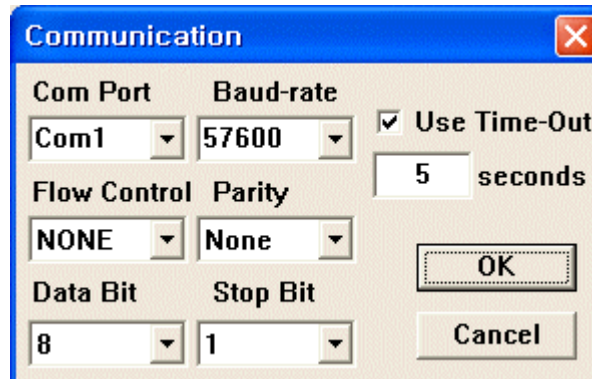 Communication
Com Port Baud-rate
Com1 57600
Use Time-Out
5 seconds
Flow Control Parity
NONE None
OK
Data Bit Stop Bit
8 1
Cancel